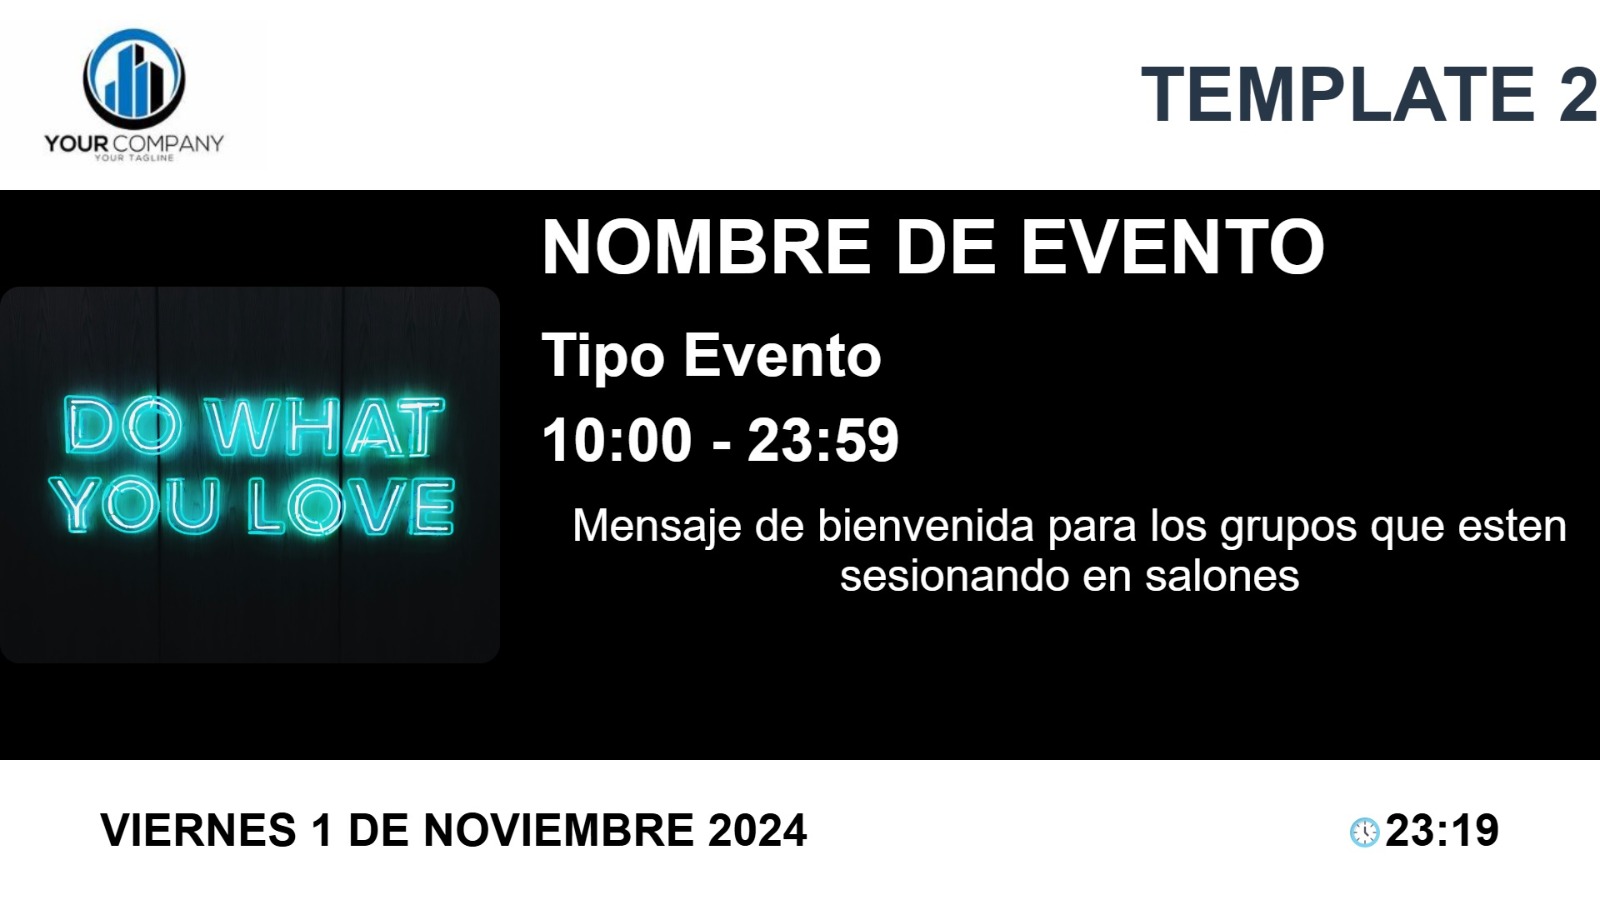 YOUR COMPANY
YOUR TAGLINE
TEMPLATE 2
NOMBRE DE EVENTO
Tipo Evento
10:00 - 23:59
Mensaje de bienvenida para los grupos que esten
sesionando en salones
DO WHAT
YOU LOVE
VIERNES 1 DE NOVIEMBRE 2024
23:19